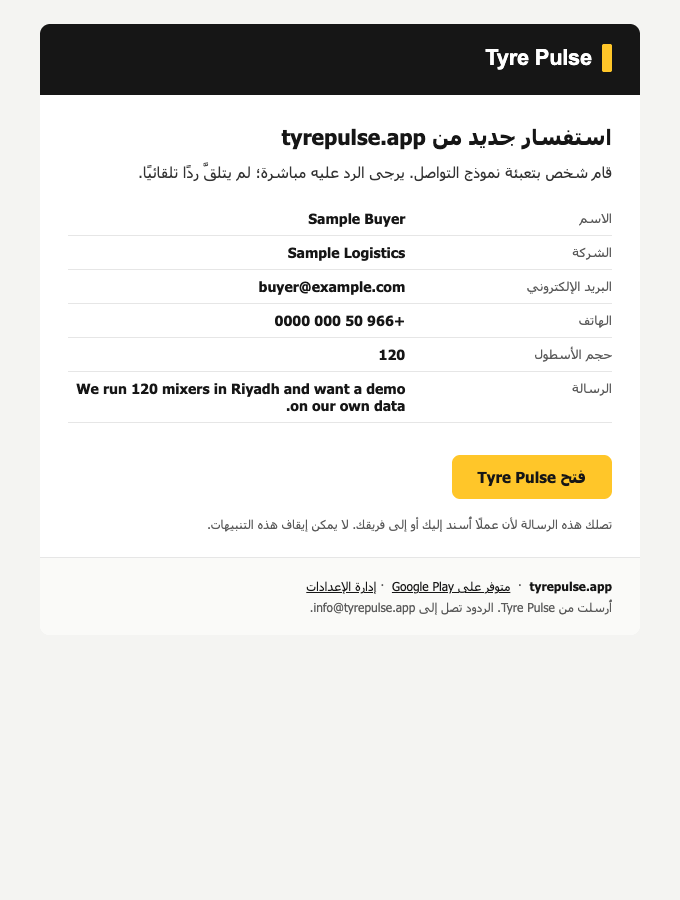 Tyre Pulse
استفسار جديد من tyrepulse.app
قام شخص بتعبئة نموذج التواصل. يرجى الرد عليه مباشرة؛ لم يتلقَّ ردًا تلقائيًا.
الاسم Sample Buyer
الشركة Sample Logistics
البريد الإلكتروني buyer@example.com
الهاتف 0000 000 50 966+
حجم الأسطول 120
الرسالة We run 120 mixers in Riyadh and want a demo
on our own data.
فتح Tyre Pulse
تصلك هذه الرسالة لأن عملًا أُسند إليك أو إلى فريقك. لا يمكن إيقاف هذه التنبيهات.
tyrepulse.app · متوفر على Google Play · إدارة الإعدادات
أُرسلت من Tyre Pulse. الردود تصل إلى info@tyrepulse.app.